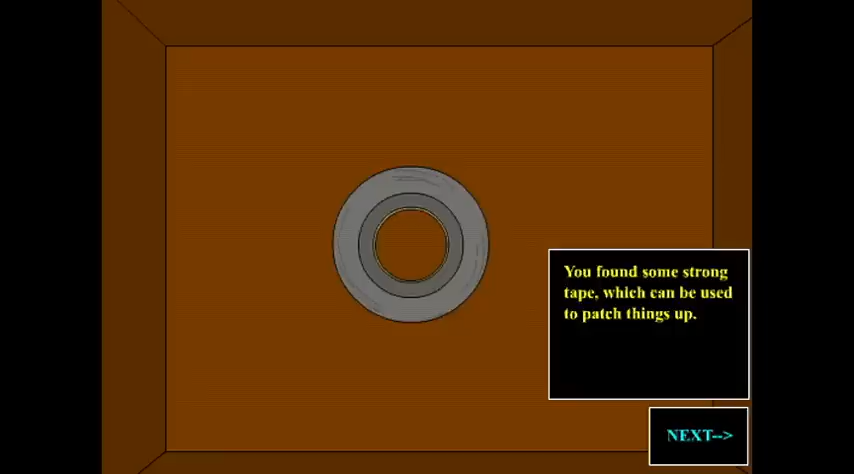 You found some strong
tape, which can be used
to patch things up.
NEXT-->